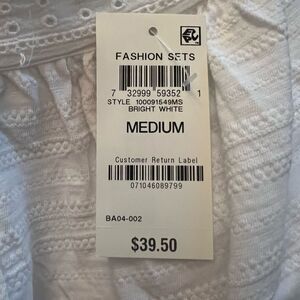 FASHION SETS
7 32999 59352 1
STYLE 100091549MS
BRIGHT WHITE
MEDIUM
Customer Return Label
071046089799
BA04-002
$39.50